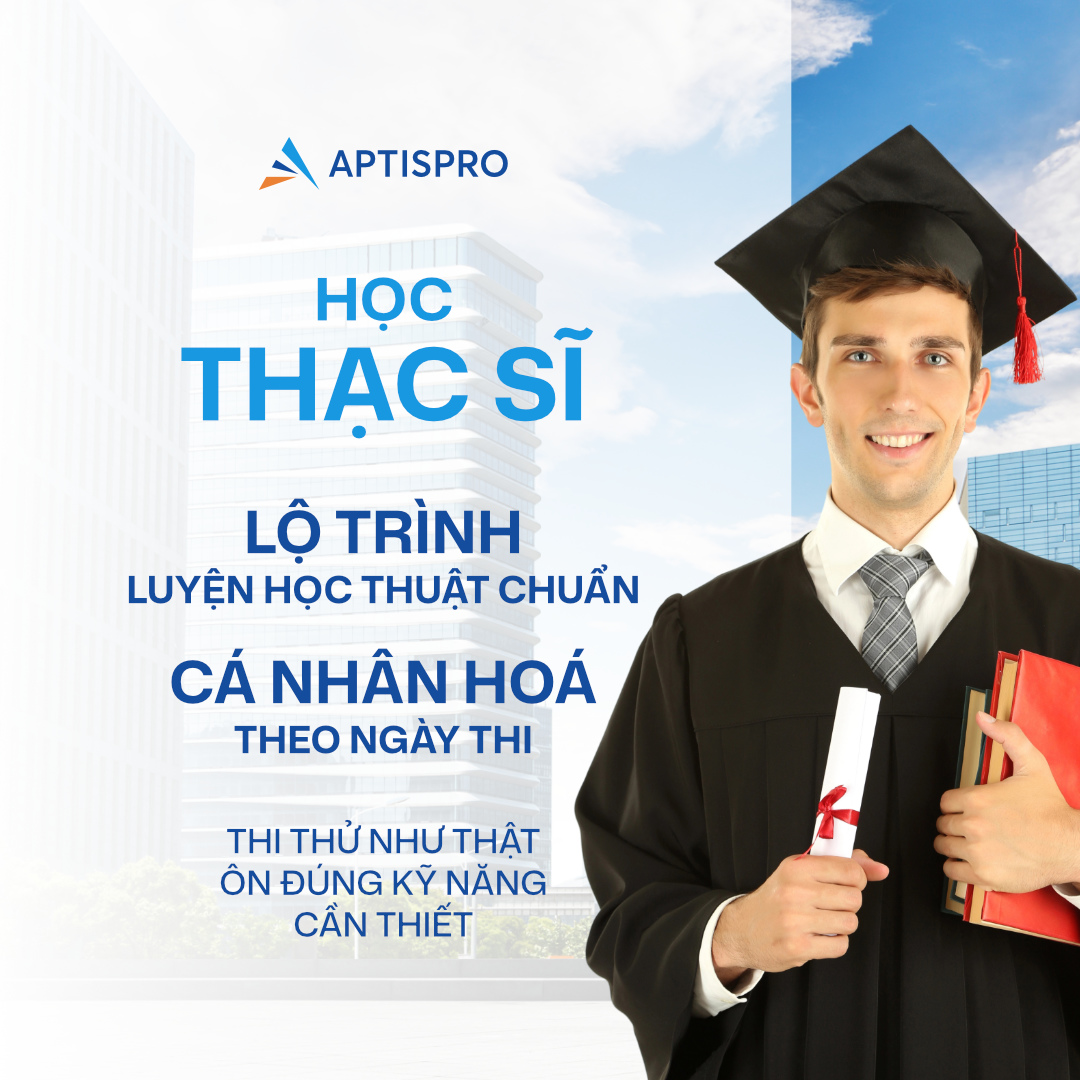 APTISPRO
HỌC
THẠC SĨ
LỘ TRÌNH
LUYỆN HỌC THUẬT CHUẨN
CÁ NHÂN HOÁ
THEO NGÀY THI
THI THỬ NHƯ THẬT
ÔN ĐÚNG KỸ NĂNG
CẦN THIẾT